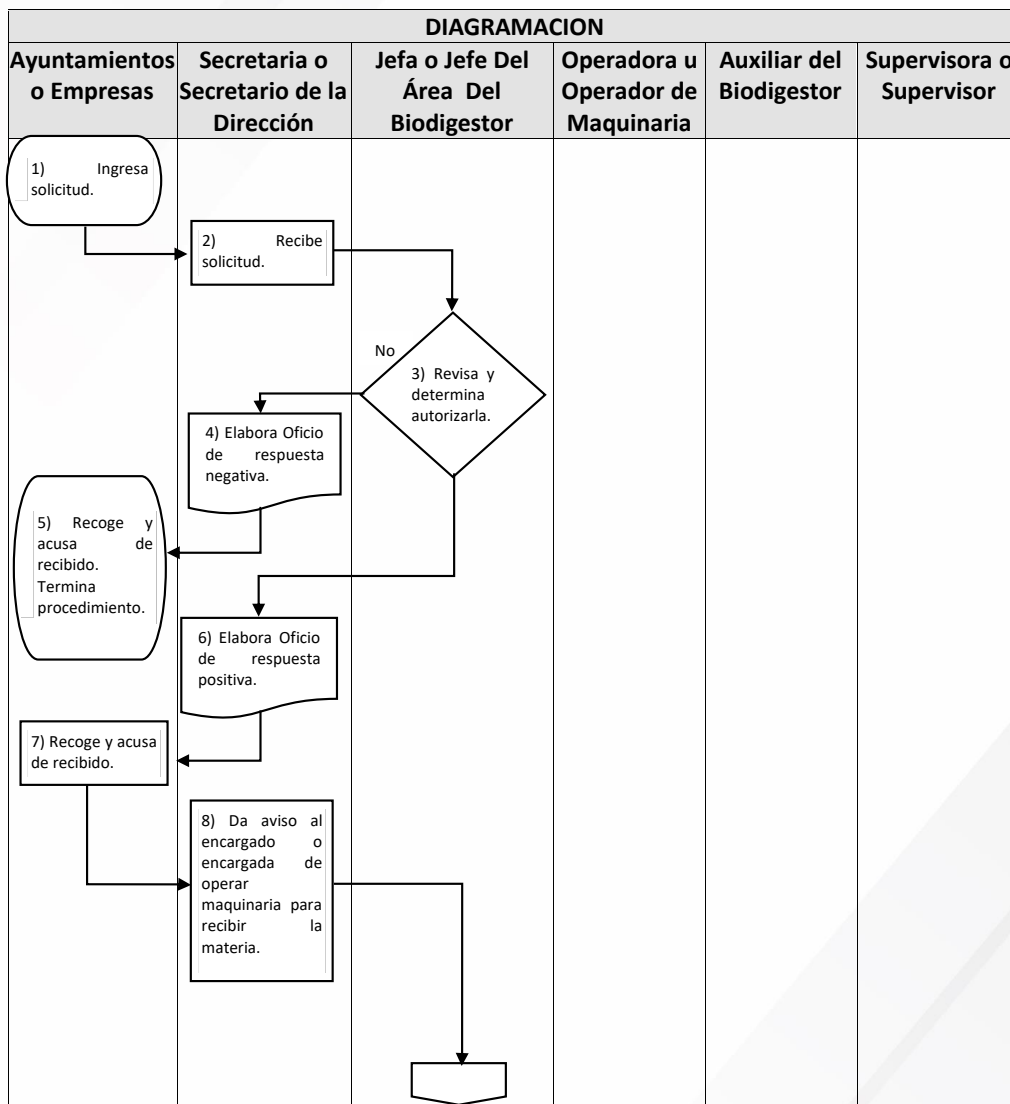 DIAGRAMACION
Ayuntamientos
o Empresas
Secretaria o
Secretario de la
Dirección
Jefa o Jefe Del
Área Del
Biodigestor
Operadora u
Operador de
Maquinaria
Auxiliar del
Biodigestor
Supervisora o
Supervisor
1) Ingresa
solicitud.
2) Recibe
solicitud.
No
3) Revisa y
determina
autorizarla.
4) Elabora Oficio
de respuesta
negativa.
5) Recoge y
acusa de
recibido.
Termina
procedimiento.
6) Elabora Oficio
de respuesta
positiva.
7) Recoge y acusa
de recibido.
8) Da aviso al
encargado o
encargada de
operar
maquinaria para
recibir la
materia.